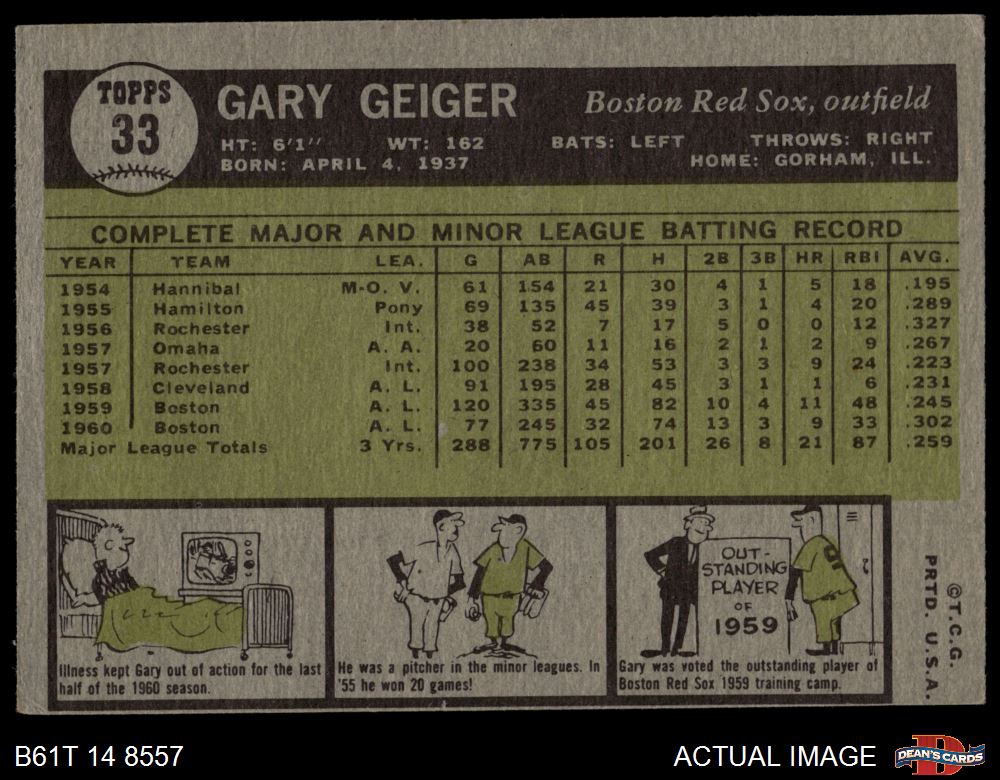 TOPPS
33
GARY GEIGER
Boston Red Sox, outfield
HT: 6'1'' WT: 162 BATS: LEFT THROWS: RIGHT
BORN: APRIL 4, 1937 HOME: GORHAM, ILL.
COMPLETE MAJOR AND MINOR LEAGUE BATTING RECORD
YEAR TEAM LEA. G AB R H 2B 3B HR RBI AVG.
1954 Hannibal M-O. V. 61 154 21 30 4 1 5 18 .195
1955 Hamilton Pony 69 135 45 39 3 1 4 20 .289
1956 Rochester Int. 38 52 7 17 5 0 0 12 .327
1957 Omaha A. A. 20 60 11 16 2 1 2 9 .267
1957 Rochester Int. 100 238 34 53 3 3 9 24 .223
1958 Cleveland A. L. 91 195 28 45 3 1 1 6 .231
1959 Boston A. L. 120 335 45 82 10 4 11 48 .245
1960 Boston A. L. 77 245 32 74 13 3 9 33 .302
Major League Totals 3 Yrs. 288 775 105 201 26 8 21 87 .259
Illness kept Gary out of action for the last
half of the 1960 season.
He was a pitcher in the minor leagues. In
'55 he won 20 games!
OUT-
STANDING
PLAYER
OF
1959
Gary was voted the outstanding player of
Boston Red Sox 1959 training camp.
©T.C.G.
PRTD. U.S.A.
B61T 14 8557
ACTUAL IMAGE
DEAN'S CARDS